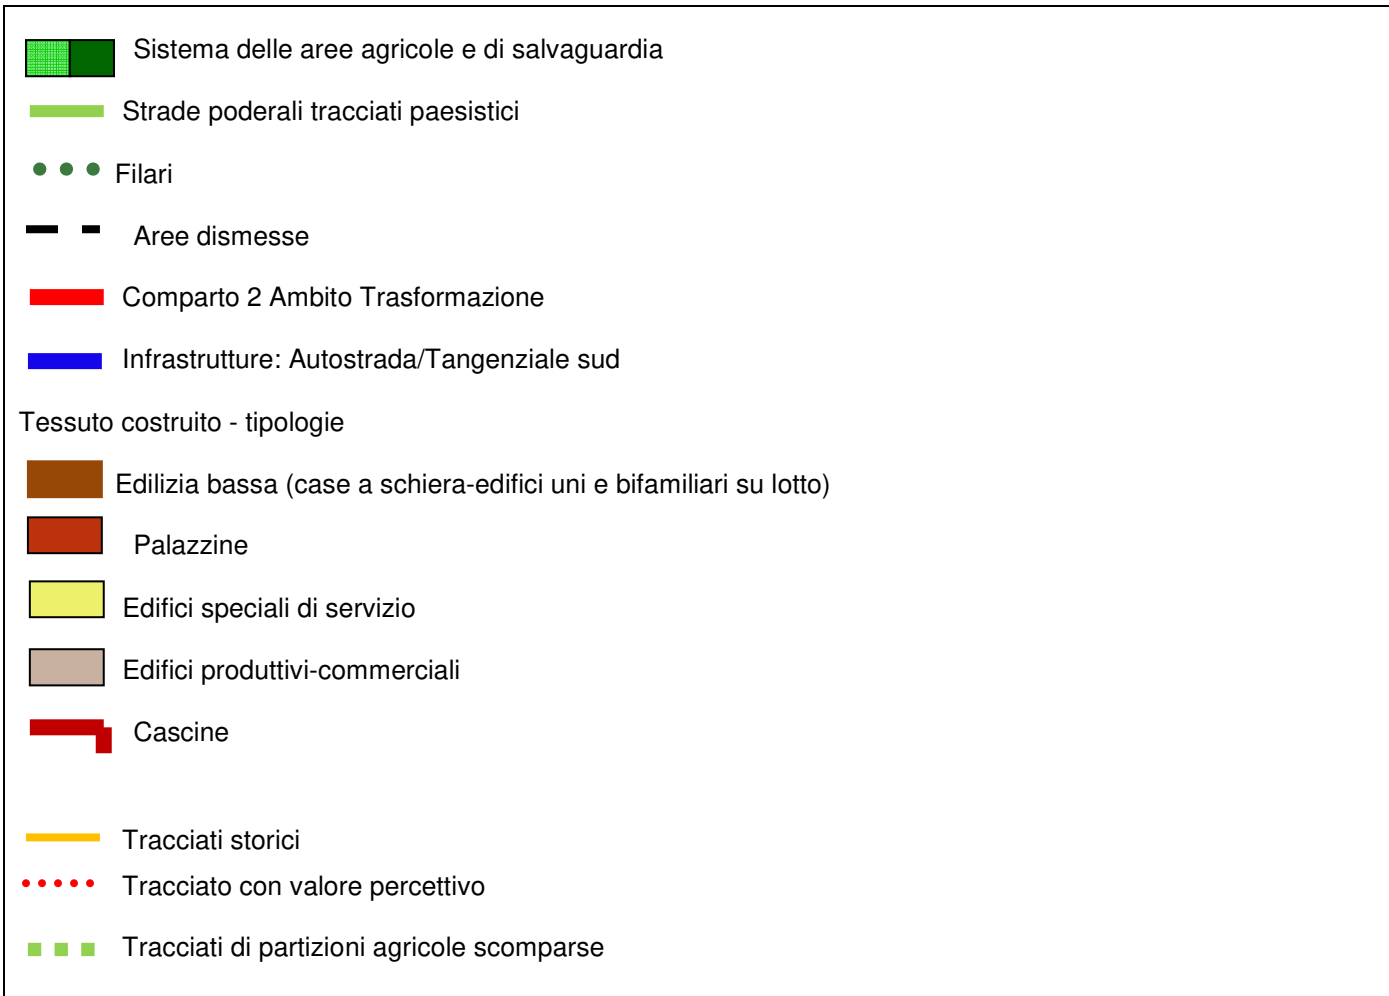 Sistema delle aree agricole e di salvaguardia
Strade poderali tracciati paesistici
Filari
Aree dismesse
Comparto 2 Ambito Trasformazione
Infrastrutture: Autostrada/Tangenziale sud
Tessuto costruito - tipologie
Edilizia bassa (case a schiera-edifici uni e bifamiliari su lotto)
Palazzine
Edifici speciali di servizio
Edifici produttivi-commerciali
Cascine
Tracciati storici
Tracciato con valore percettivo
Tracciati di partizioni agricole scomparse